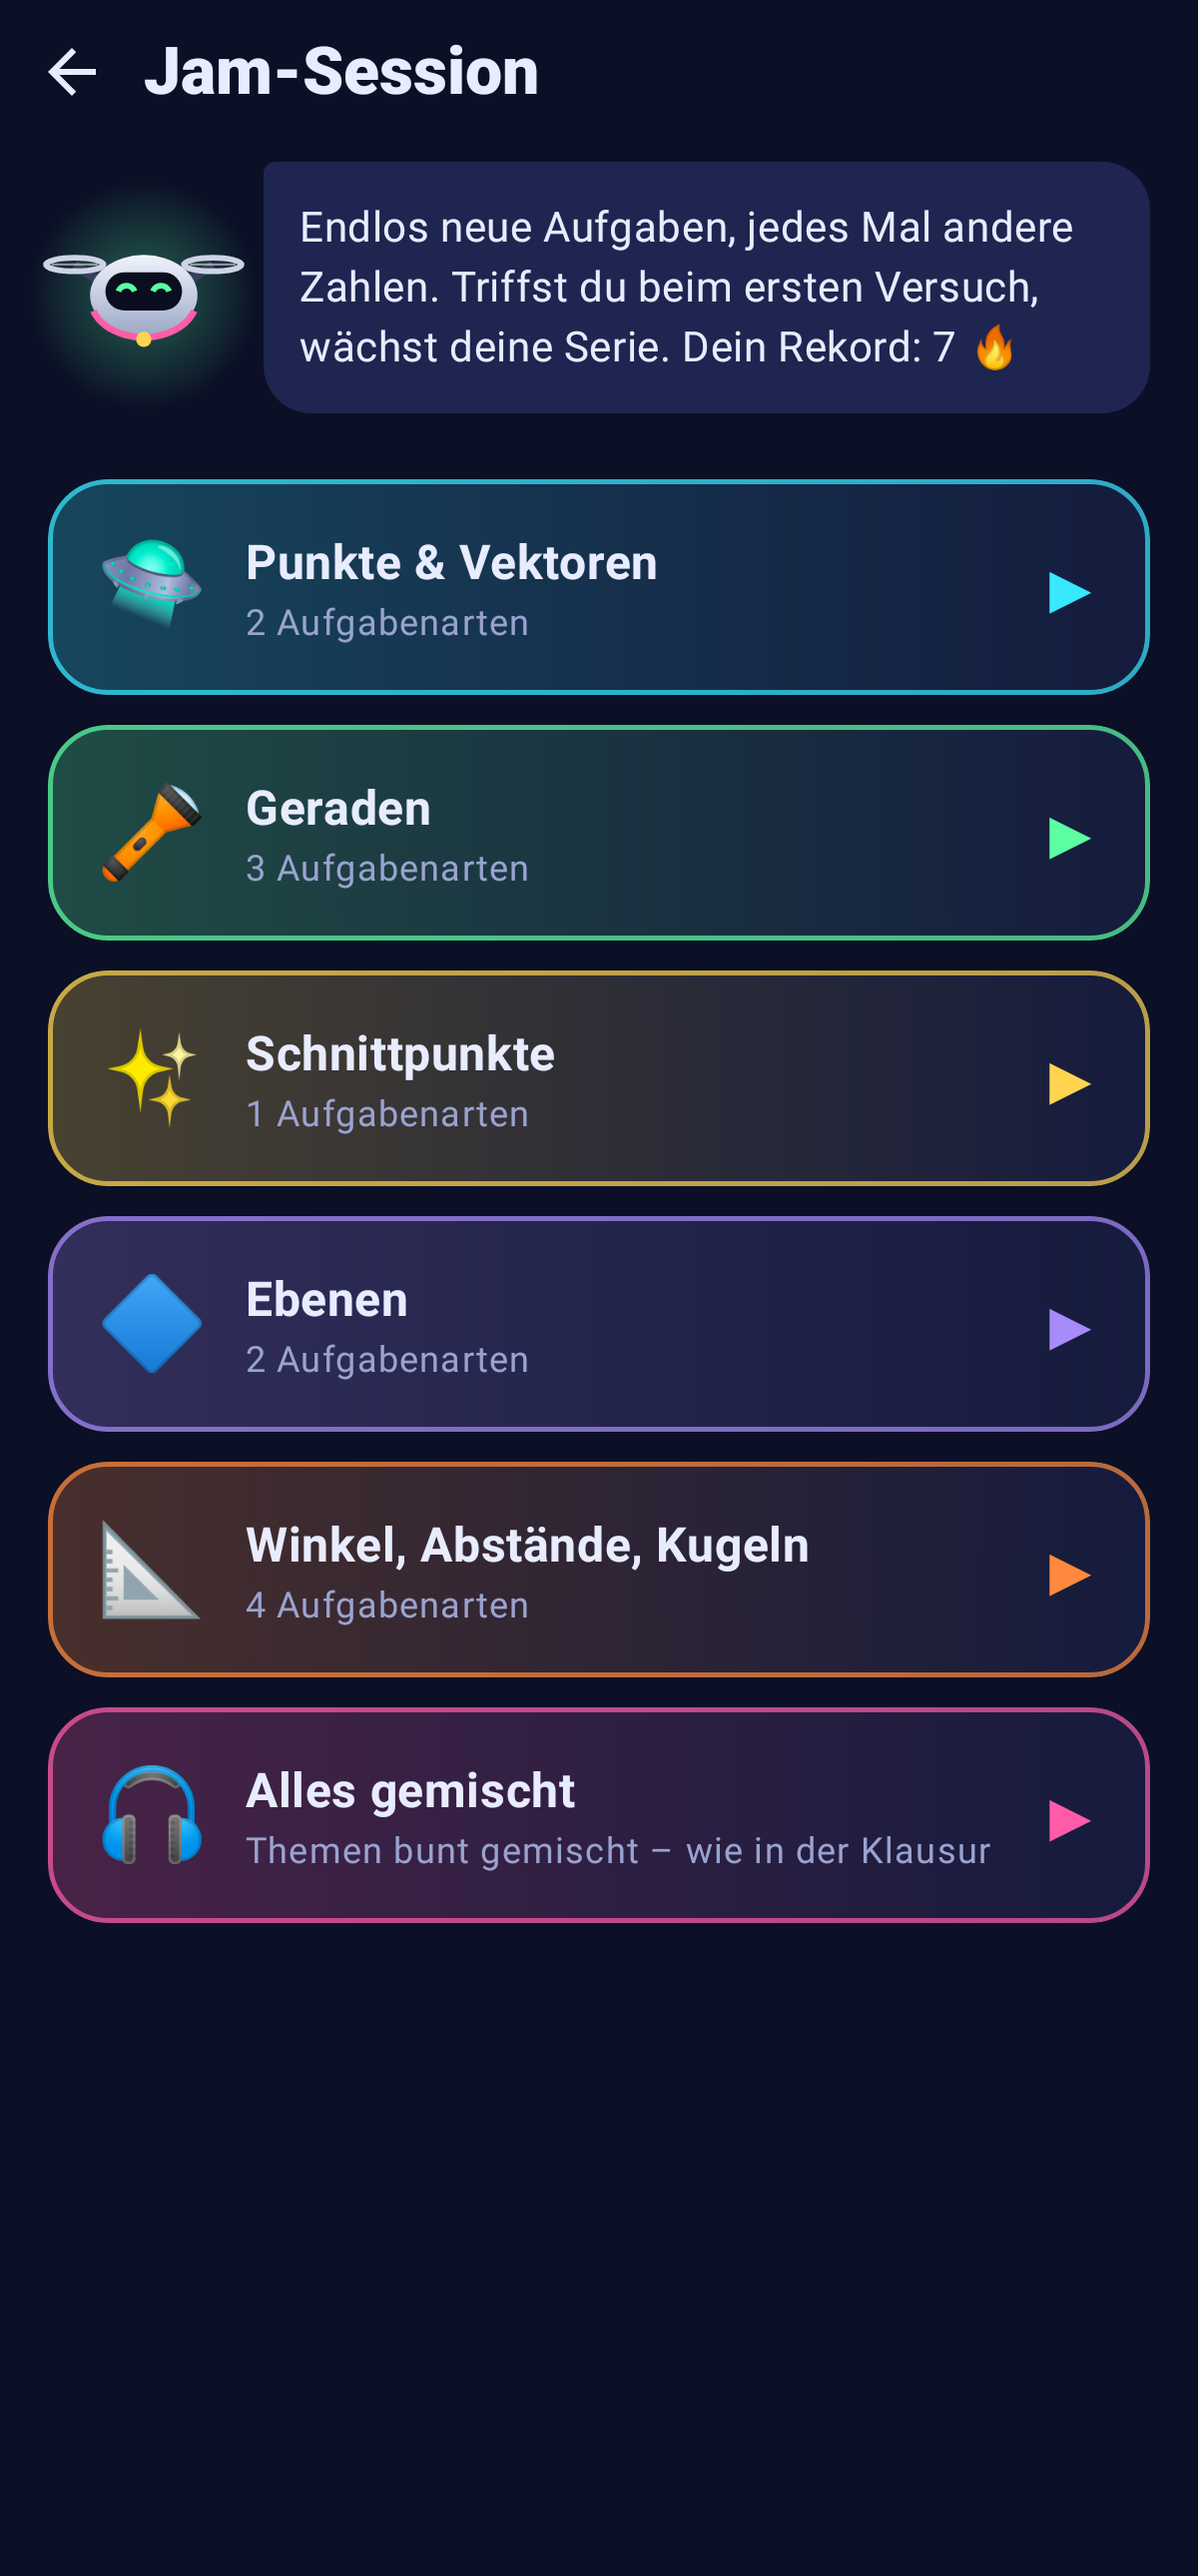 Jam-Session
Endlos neue Aufgaben, jedes Mal andere
Zahlen. Triffst du beim ersten Versuch,
wächst deine Serie. Dein Rekord: 7 🔥
Punkte & Vektoren
2 Aufgabenarten
Geraden
3 Aufgabenarten
Schnittpunkte
1 Aufgabenarten
Ebenen
2 Aufgabenarten
Winkel, Abstände, Kugeln
4 Aufgabenarten
Alles gemischt
Themen bunt gemischt – wie in der Klausur